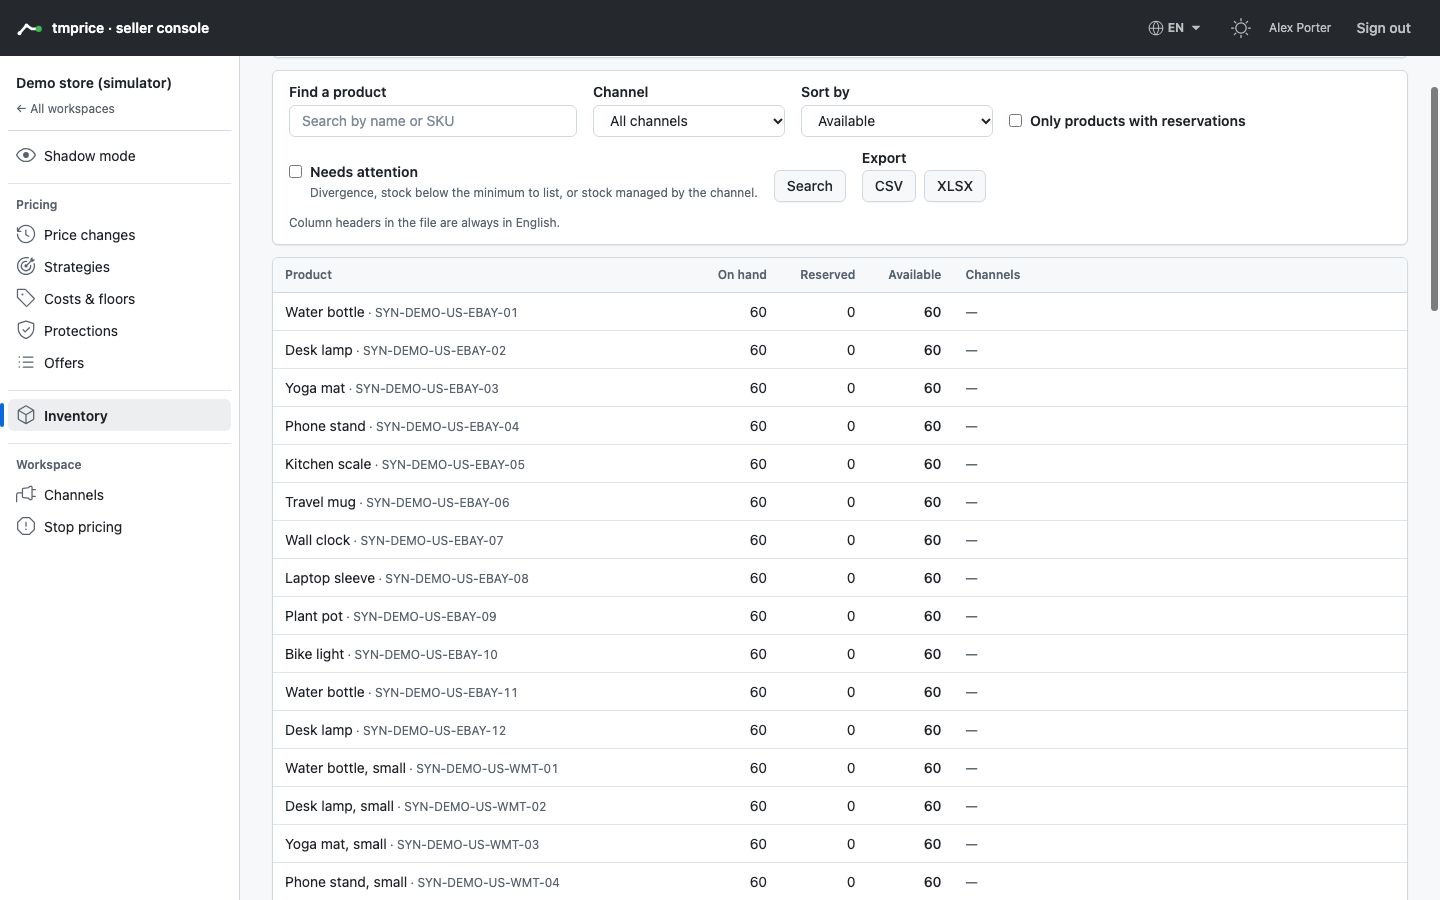 tmprice · seller console
EN
Alex Porter
Sign out
Demo store (simulator)
← All workspaces
Shadow mode
Pricing
Price changes
Strategies
Costs & floors
Protections
Offers
Inventory
Workspace
Channels
Stop pricing
Find a product
Search by name or SKU
Channel
All channels
Sort by
Available
Only products with reservations
Needs attention
Divergence, stock below the minimum to list, or stock managed by the channel.
Search
Export
CSV
XLSX
Column headers in the file are always in English.
Product On hand Reserved Available Channels
Water bottle · SYN-DEMO-US-EBAY-01 60 0 60 —
Desk lamp · SYN-DEMO-US-EBAY-02 60 0 60 —
Yoga mat · SYN-DEMO-US-EBAY-03 60 0 60 —
Phone stand · SYN-DEMO-US-EBAY-04 60 0 60 —
Kitchen scale · SYN-DEMO-US-EBAY-05 60 0 60 —
Travel mug · SYN-DEMO-US-EBAY-06 60 0 60 —
Wall clock · SYN-DEMO-US-EBAY-07 60 0 60 —
Laptop sleeve · SYN-DEMO-US-EBAY-08 60 0 60 —
Plant pot · SYN-DEMO-US-EBAY-09 60 0 60 —
Bike light · SYN-DEMO-US-EBAY-10 60 0 60 —
Water bottle · SYN-DEMO-US-EBAY-11 60 0 60 —
Desk lamp · SYN-DEMO-US-EBAY-12 60 0 60 —
Water bottle, small · SYN-DEMO-US-WMT-01 60 0 60 —
Desk lamp, small · SYN-DEMO-US-WMT-02 60 0 60 —
Yoga mat, small · SYN-DEMO-US-WMT-03 60 0 60 —
Phone stand, small · SYN-DEMO-US-WMT-04 60 0 60 —